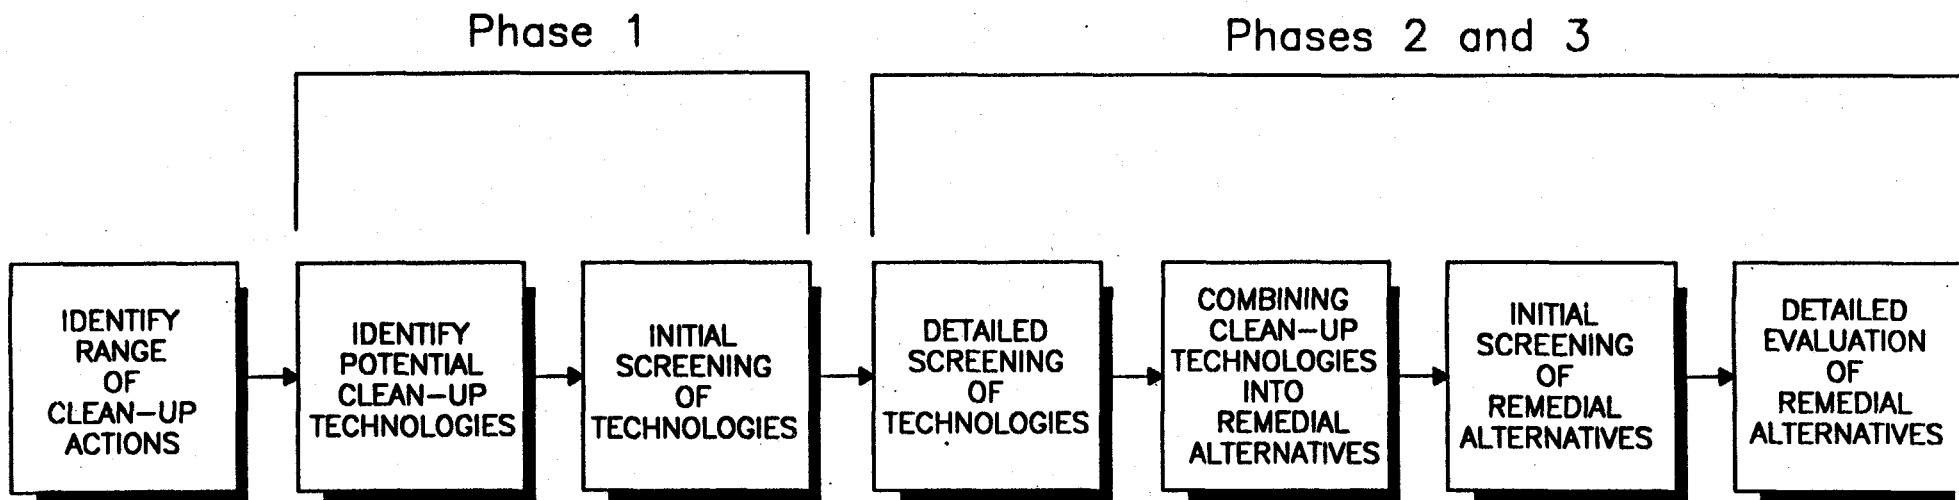 Phase 1
Phases 2 and 3
IDENTIFY
RANGE
OF
CLEAN-UP
ACTIONS
IDENTIFY
POTENTIAL
CLEAN-UP
TECHNOLOGIES
INITIAL
SCREENING
OF
TECHNOLOGIES
DETAILED
SCREENING
OF
TECHNOLOGIES
COMBINING
CLEAN-UP
TECHNOLOGIES
INTO
REMEDIAL
ALTERNATIVES
INITIAL
SCREENING
OF
REMEDIAL
ALTERNATIVES
DETAILED
EVALUATION
OF
REMEDIAL
ALTERNATIVES